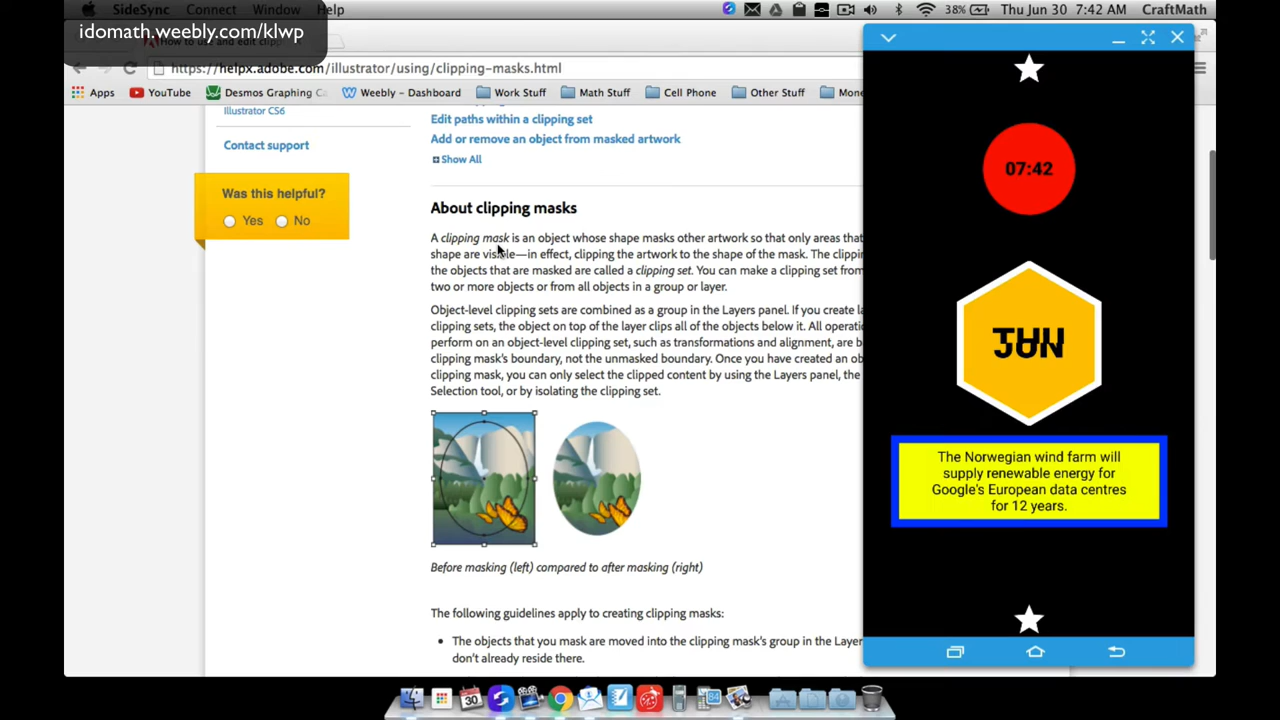 SideSync Connect Window Help
38% Thu Jun 30 7:42 AM CraftMath
idomath.weebly.com/klwp
https://helpx.adobe.com/illustrator/using/clipping-masks.html
Apps YouTube Desmos Graphing Ca Weebly - Dashboard Work Stuff Math Stuff Cell Phone Other Stuff Mone
Illustrator CS6
Contact support
Was this helpful?
Yes No
Edit paths within a clipping set
Add or remove an object from masked artwork
Show All
About clipping masks
A clipping mask is an object whose shape masks other artwork so that only areas that
shape are visible—in effect, clipping the artwork to the shape of the mask. The clippin
the objects that are masked are called a clipping set. You can make a clipping set from
two or more objects or from all objects in a group or layer.
Object-level clipping sets are combined as a group in the Layers panel. If you create la
clipping sets, the object on top of the layer clips all of the objects below it. All operatio
perform on an object-level clipping set, such as transformations and alignment, are b
clipping mask's boundary, not the unmasked boundary. Once you have created an ob
clipping mask, you can only select the clipped content by using the Layers panel, the
Selection tool, or by isolating the clipping set.
Before masking (left) compared to after masking (right)
The following guidelines apply to creating clipping masks:
• The objects that you mask are moved into the clipping mask's group in the Layer
don't already reside there.
07:42
The Norwegian wind farm will
supply renewable energy for
Google's European data centres
for 12 years.
30